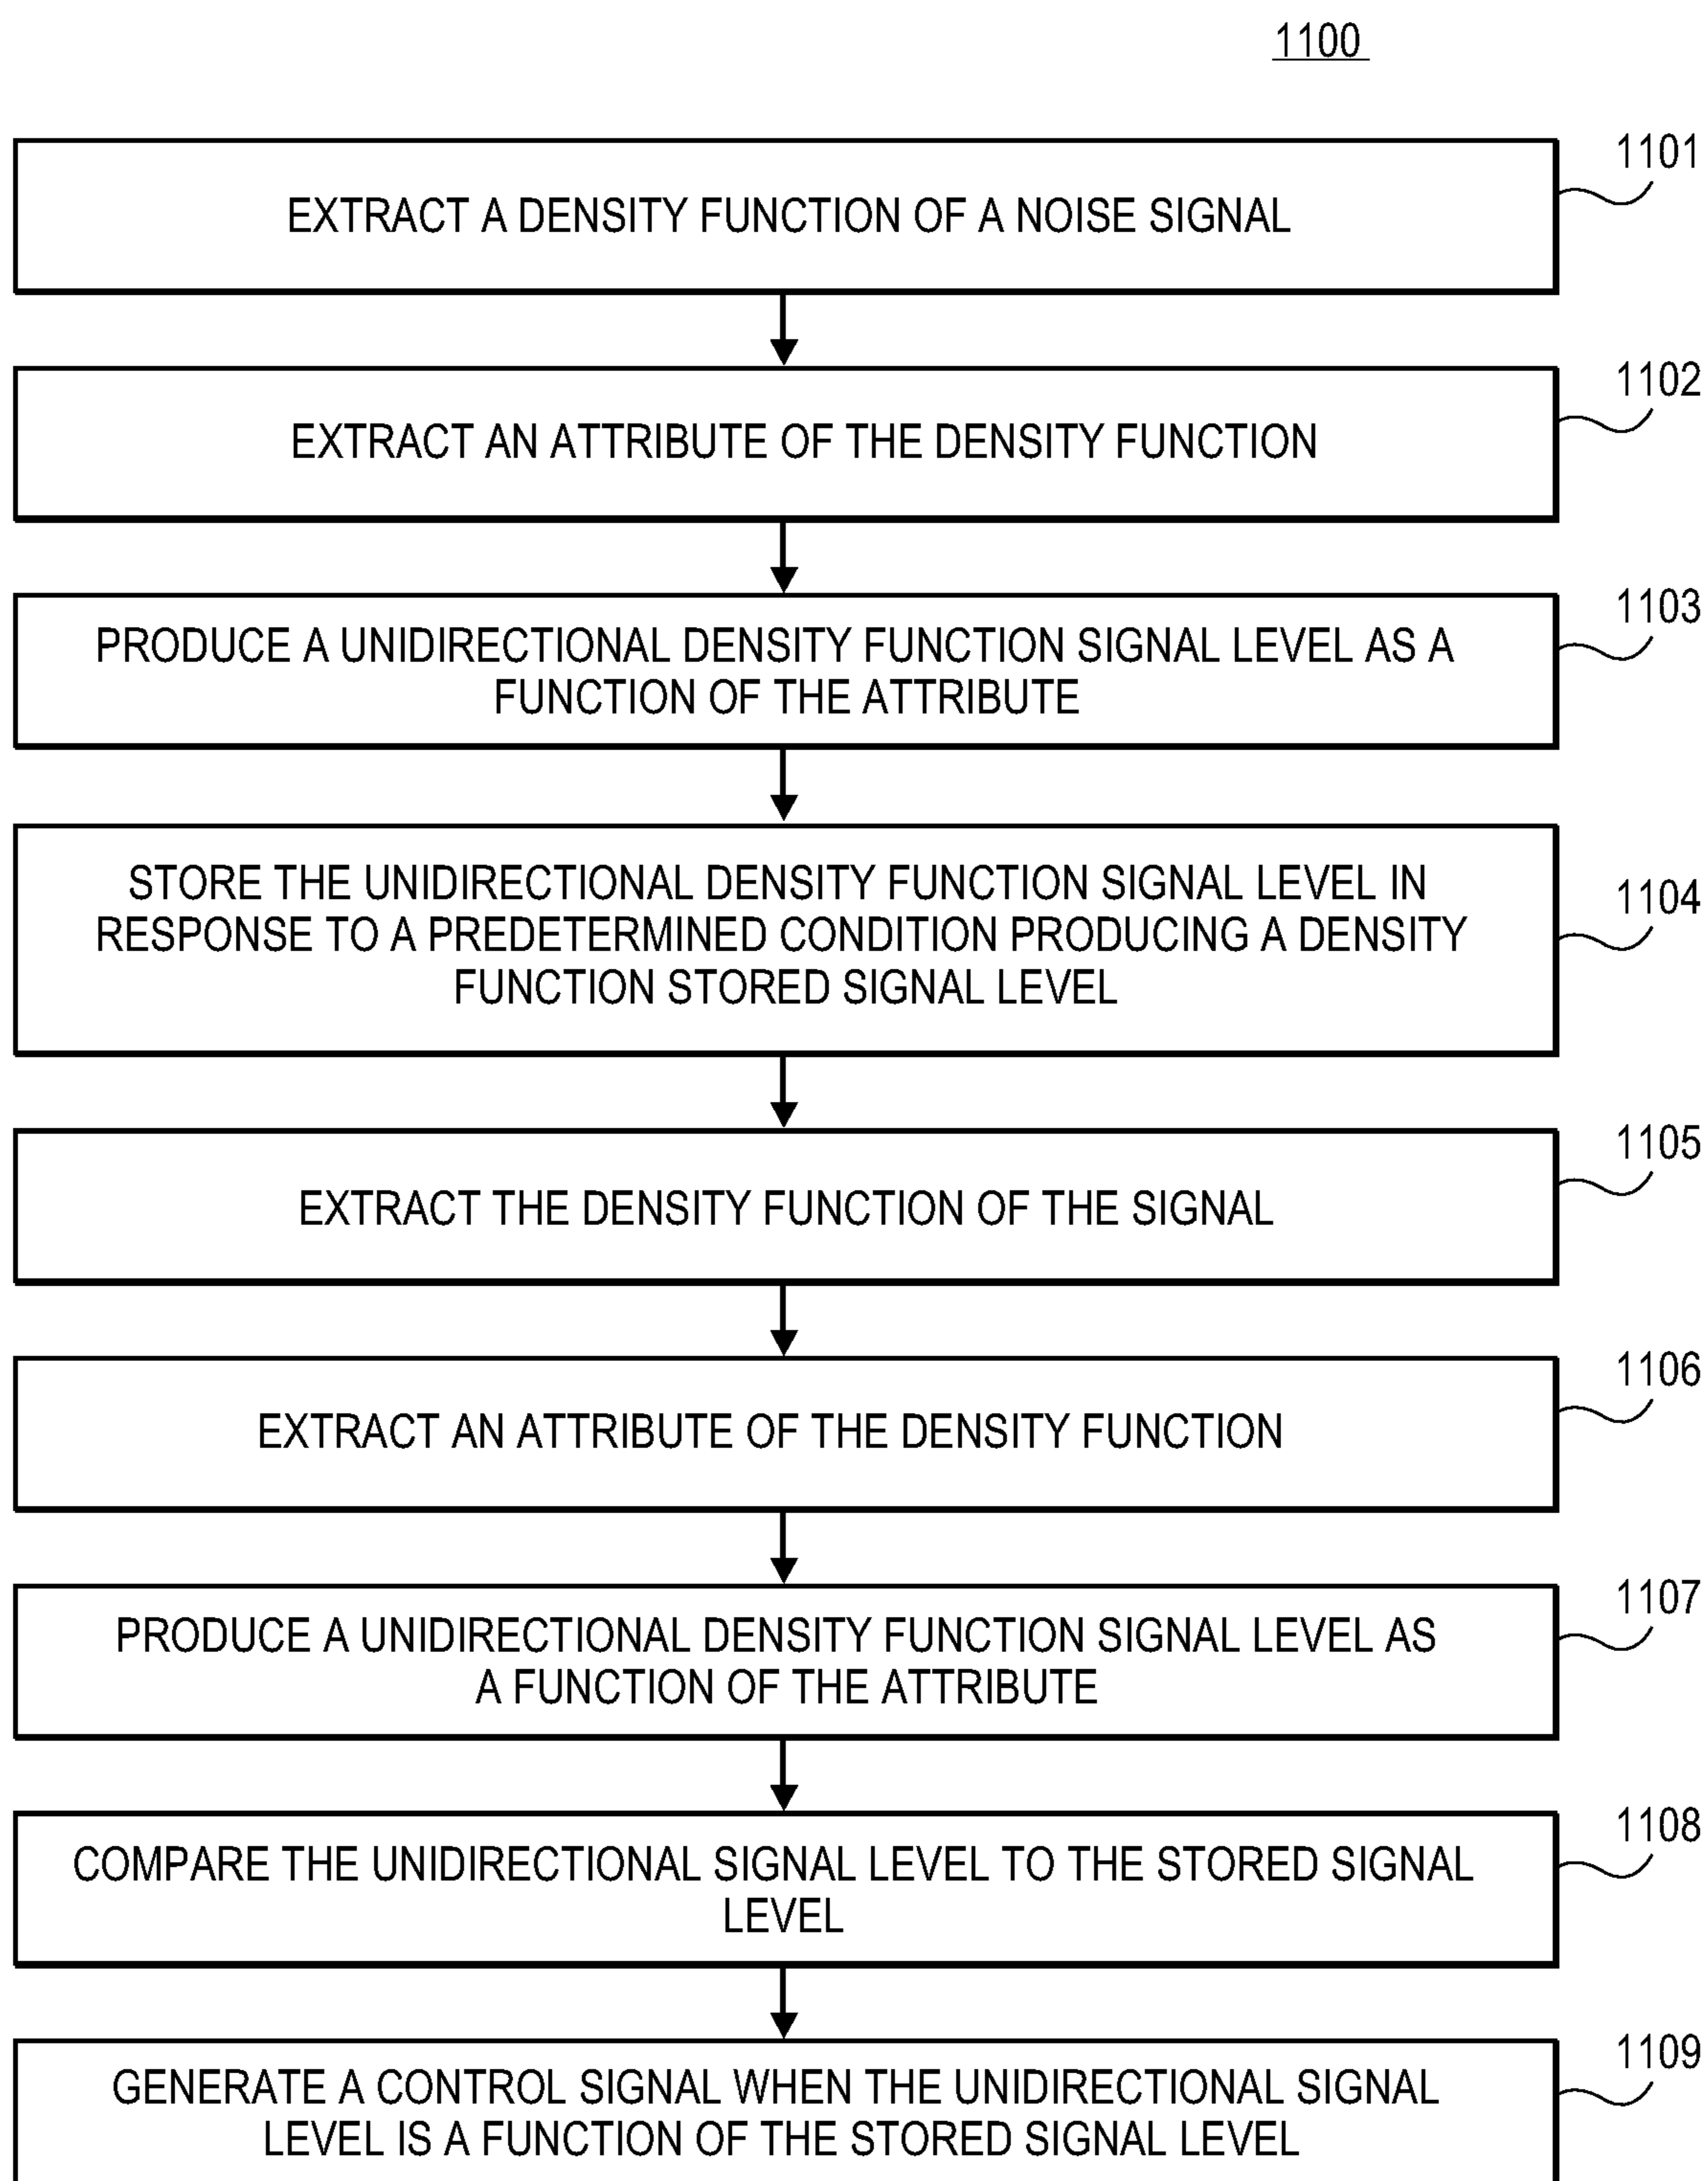 1100
1101
EXTRACT A DENSITY FUNCTION OF A NOISE SIGNAL
1102
EXTRACT AN ATTRIBUTE OF THE DENSITY FUNCTION
1103
PRODUCE A UNIDIRECTIONAL DENSITY FUNCTION SIGNAL LEVEL AS A
FUNCTION OF THE ATTRIBUTE
1104
STORE THE UNIDIRECTIONAL DENSITY FUNCTION SIGNAL LEVEL IN
RESPONSE TO A PREDETERMINED CONDITION PRODUCING A DENSITY
FUNCTION STORED SIGNAL LEVEL
1105
EXTRACT THE DENSITY FUNCTION OF THE SIGNAL
1106
EXTRACT AN ATTRIBUTE OF THE DENSITY FUNCTION
1107
PRODUCE A UNIDIRECTIONAL DENSITY FUNCTION SIGNAL LEVEL AS
A FUNCTION OF THE ATTRIBUTE
1108
COMPARE THE UNIDIRECTIONAL SIGNAL LEVEL TO THE STORED SIGNAL
LEVEL
1109
GENERATE A CONTROL SIGNAL WHEN THE UNIDIRECTIONAL SIGNAL
LEVEL IS A FUNCTION OF THE STORED SIGNAL LEVEL